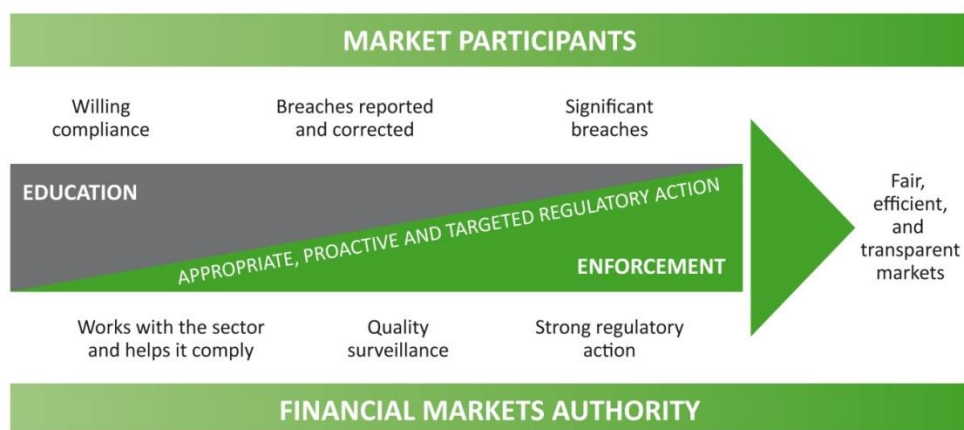 MARKET PARTICIPANTS
Willing
compliance
Breaches reported
and corrected
Significant
breaches
EDUCATION
APPROPRIATE, PROACTIVE AND TARGETED REGULATORY ACTION
ENFORCEMENT
Fair,
efficient,
and
transparent
markets
Works with the sector
and helps it comply
Quality
surveillance
Strong regulatory
action
FINANCIAL MARKETS AUTHORITY